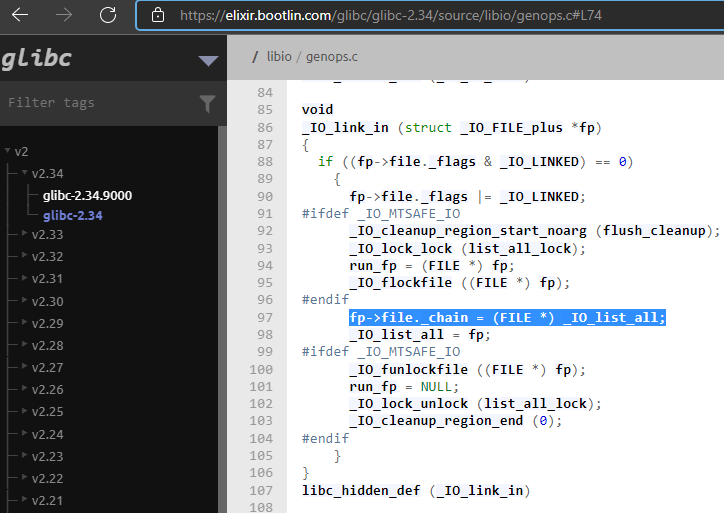 https://elixir.bootlin.com/glibc/glibc-2.34/source/libio/genops.c#L74
glibc
/ libio / genops.c
Filter tags
v2
v2.34
glibc-2.34.9000
glibc-2.34
v2.33
v2.32
v2.31
v2.30
v2.29
v2.28
v2.27
v2.26
v2.25
v2.24
v2.23
v2.22
v2.21
84
85 void
86 _IO_link_in (struct _IO_FILE_plus *fp)
87 {
88   if ((fp->file._flags & _IO_LINKED) == 0)
89     {
90       fp->file._flags |= _IO_LINKED;
91 #ifdef _IO_MTSAFE_IO
92       _IO_cleanup_region_start_noarg (flush_cleanup);
93       _IO_lock_lock (list_all_lock);
94       run_fp = (FILE *) fp;
95       _IO_flockfile ((FILE *) fp);
96 #endif
97       fp->file._chain = (FILE *) _IO_list_all;
98       _IO_list_all = fp;
99 #ifdef _IO_MTSAFE_IO
100       _IO_funlockfile ((FILE *) fp);
101       run_fp = NULL;
102       _IO_lock_unlock (list_all_lock);
103       _IO_cleanup_region_end (0);
104 #endif
105     }
106 }
107 libc_hidden_def (_IO_link_in)
108